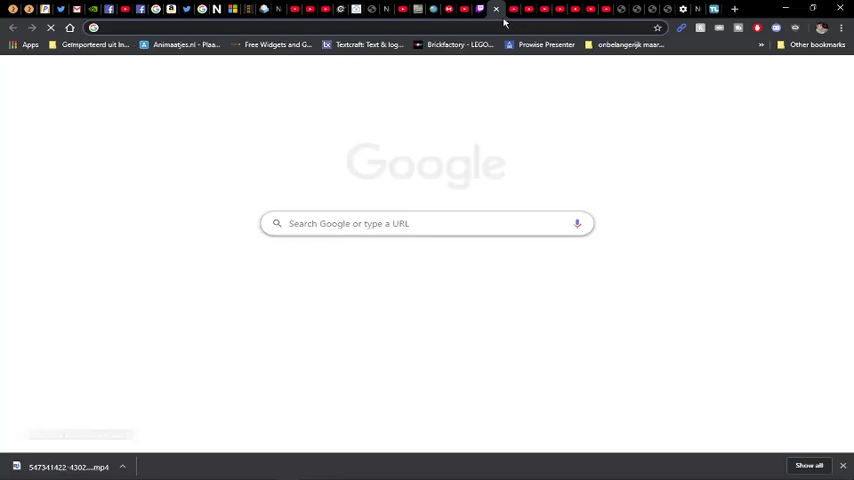 Apps
Geïmporteerd uit In...
Animaatjes.nl - Plaa...
Free Widgets and G...
Textcraft: Text & log...
Brickfactory - LEGO...
Prowise Presenter
onbelangerijk maar...
»
Other bookmarks
Google
Search Google or type a URL
547341422-4302....mp4
Show all